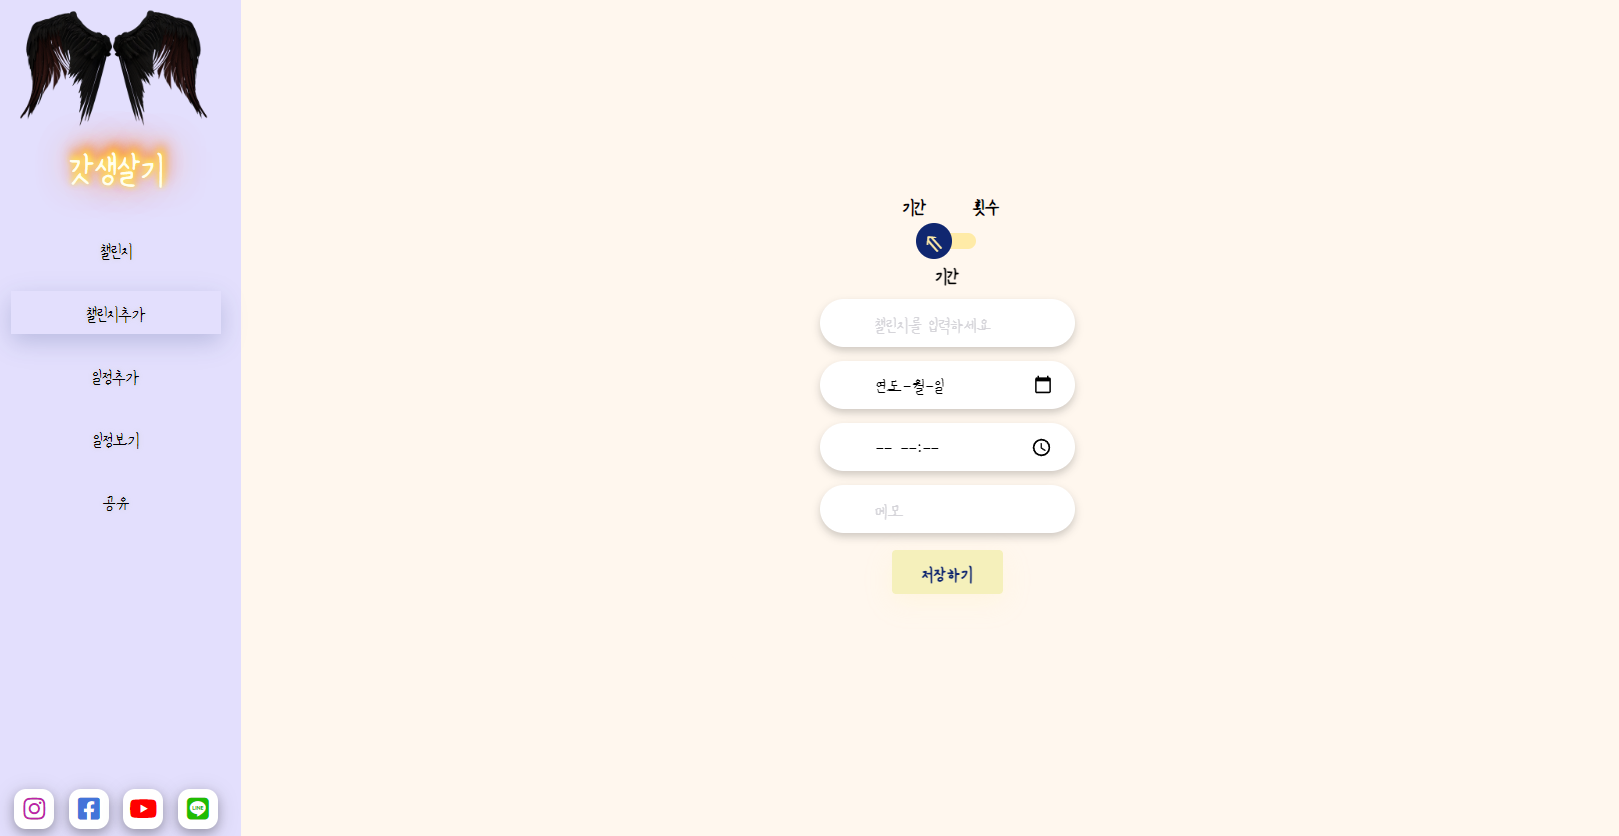 갓생살기
챌린지
챌린지추가
일정추가
일정보기
공유
기간 횟수
기간
챌린지를 입력하세요
연도-월-일
-- --:--
메모
저장하기
LINE